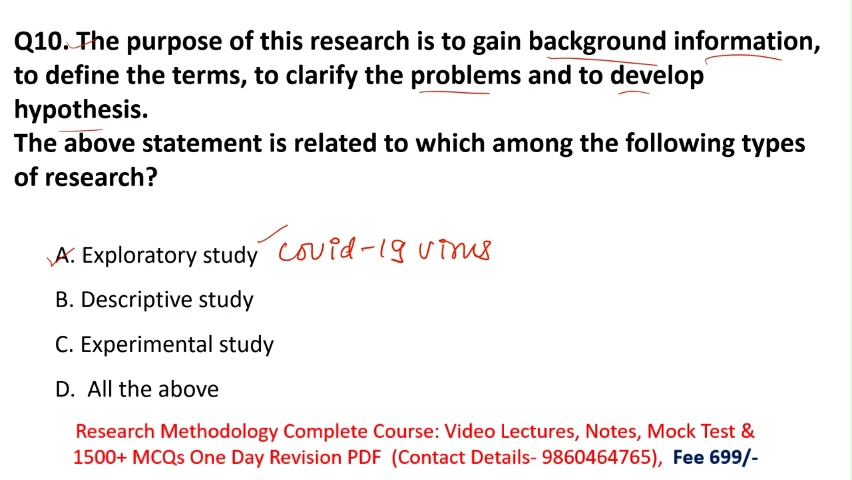 Q10. The purpose of this research is to gain background information,
to define the terms, to clarify the problems and to develop
hypothesis.
The above statement is related to which among the following types
of research?
A. Exploratory study covid-19 virus
B. Descriptive study
C. Experimental study
D. All the above
Research Methodology Complete Course: Video Lectures, Notes, Mock Test &
1500+ MCQs One Day Revision PDF (Contact Details- 9860464765), Fee 699/-